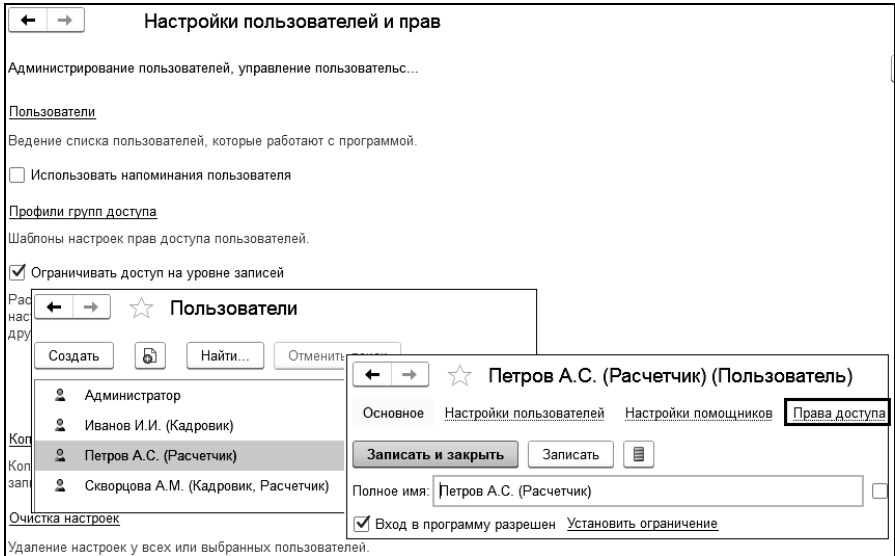 Настройки пользователей и прав
Администрирование пользователей, управление пользовательс...
Пользователи
Ведение списка пользователей, которые работают с программой.
Использовать напоминания пользователя
Профили групп доступа
Шаблоны настроек прав доступа пользователей.
Ограничивать доступ на уровне записей
Пользователи
Создать Найти... Отменить
Администратор
Иванов И.И. (Кадровик)
Петров А.С. (Расчетчик)
Скворцова А.М. (Кадровик, Расчетчик)
Петров А.С. (Расчетчик) (Пользователь)
Основное Настройки пользователей Настройки помощников Права доступа
Записать и закрыть Записать
Полное имя: Петров А.С. (Расчетчик)
Вход в программу разрешен Установить ограничение
Очистка настроек
Удаление настроек у всех или выбранных пользователей.